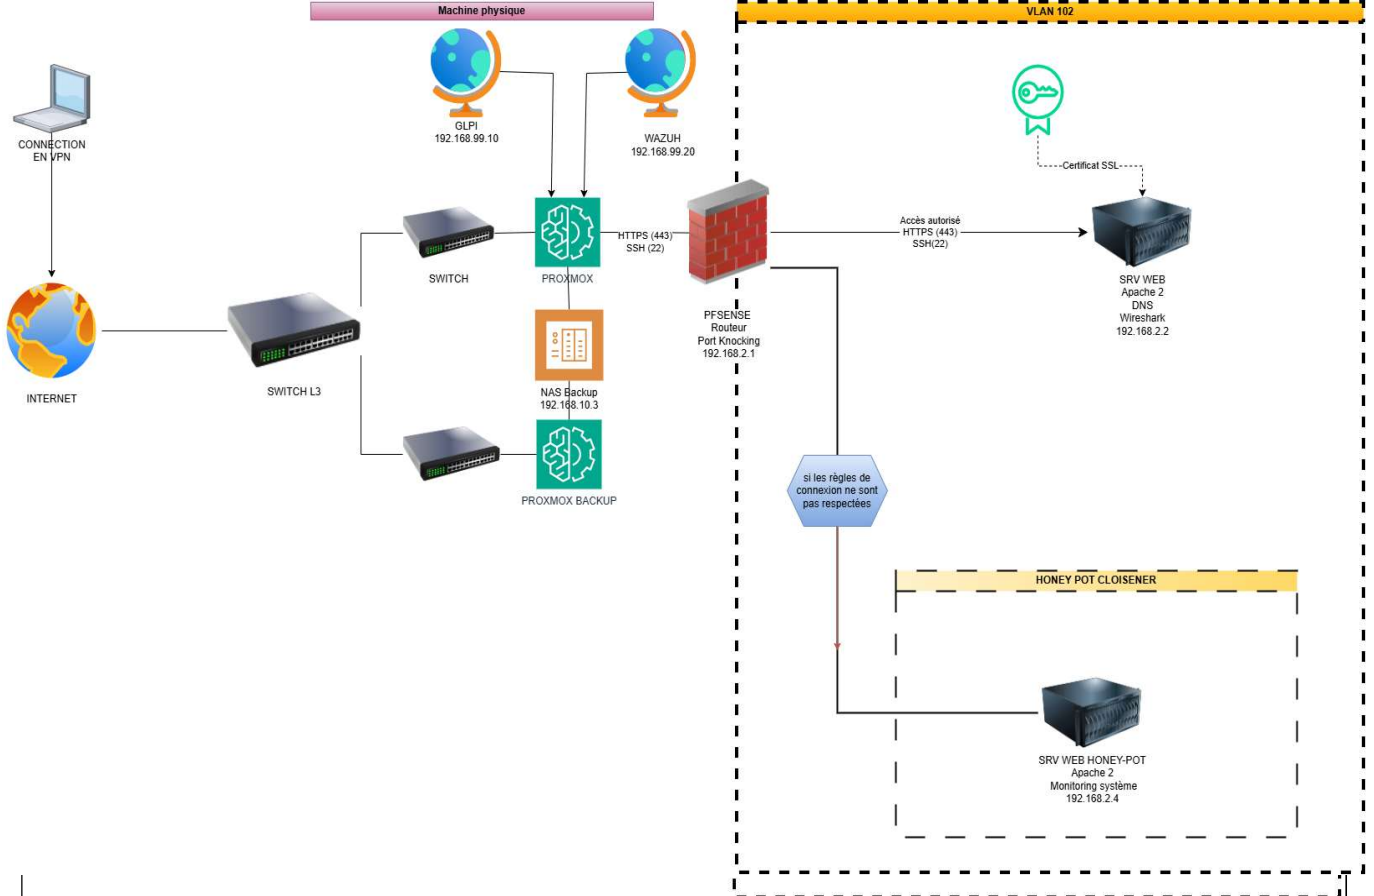 Machine physique
VLAN 102
GLPI
192.168.99.10
WAZUH
192.168.99.20
CONNECTION
EN VPN
Certificat SSL
SWITCH
PROXMOX
HTTPS (443)
SSH (22)
Accès autorisé
HTTPS (443)
SSH(22)
SRV WEB
Apache 2
DNS
Wireshark
192.168.2.2
PFSENSE
Routeur
Port Knocking
192.168.2.1
INTERNET
SWITCH L3
NAS Backup
192.168.10.3
PROXMOX BACKUP
si les règles de
connexion ne sont
pas respectées
HONEY POT CLOISENER
SRV WEB HONEY-POT
Apache 2
Monitoring système
192.168.2.4